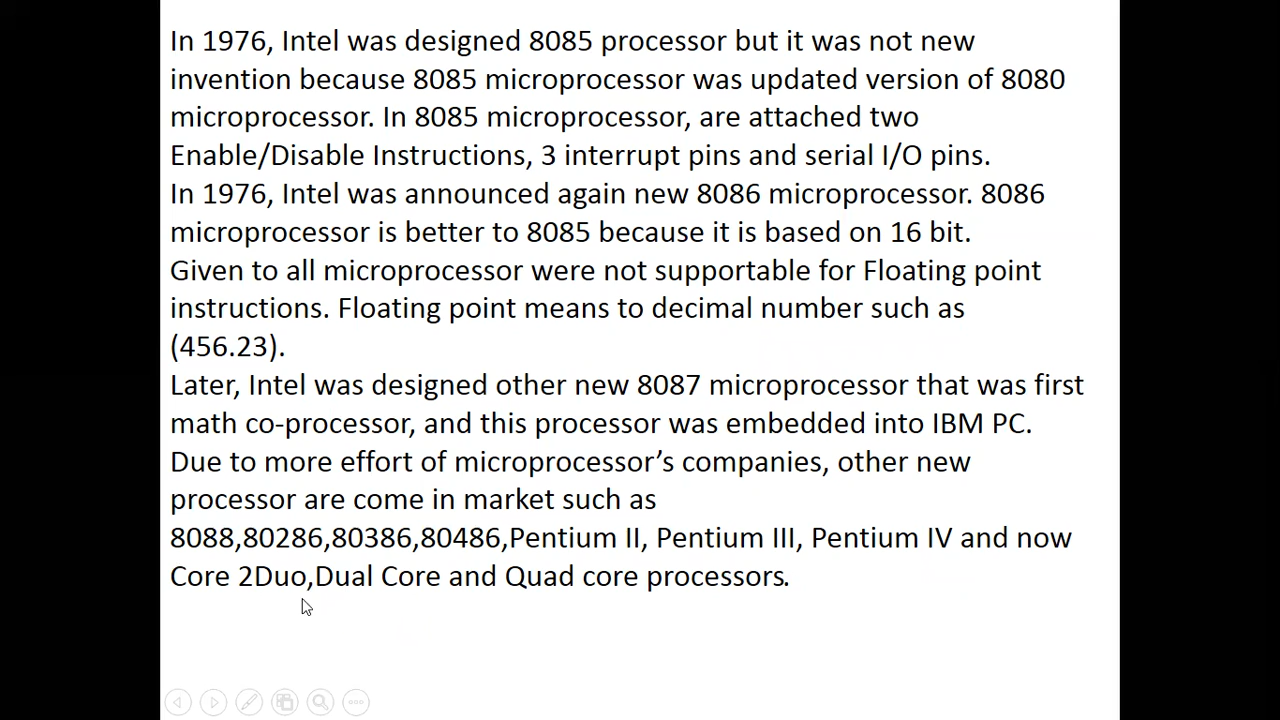 In 1976, Intel was designed 8085 processor but it was not new
invention because 8085 microprocessor was updated version of 8080
microprocessor. In 8085 microprocessor, are attached two
Enable/Disable Instructions, 3 interrupt pins and serial I/O pins.
In 1976, Intel was announced again new 8086 microprocessor. 8086
microprocessor is better to 8085 because it is based on 16 bit.
Given to all microprocessor were not supportable for Floating point
instructions. Floating point means to decimal number such as
(456.23).
Later, Intel was designed other new 8087 microprocessor that was first
math co-processor, and this processor was embedded into IBM PC.
Due to more effort of microprocessor’s companies, other new
processor are come in market such as
8088,80286,80386,80486,Pentium II, Pentium III, Pentium IV and now
Core 2Duo,Dual Core and Quad core processors.